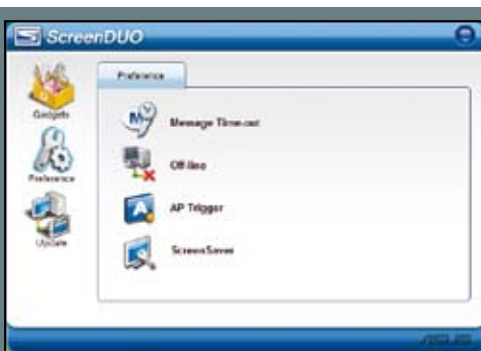 ScreenDUO
Preference
Gadgets
Message Time-out
Off-line
Preference
AP Trigger
Update
ScreenSaver
ASUS